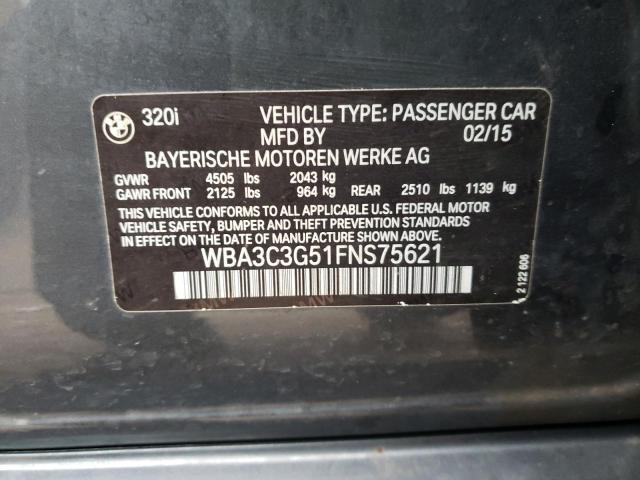 320i VEHICLE TYPE: PASSENGER CAR
MFD BY 02/15
BAYERISCHE MOTOREN WERKE AG
GVWR 4505 lbs 2043 kg
GAWR FRONT 2125 lbs 964 kg REAR 2510 lbs 1139 kg
THIS VEHICLE CONFORMS TO ALL APPLICABLE U.S. FEDERAL MOTOR
VEHICLE SAFETY, BUMPER AND THEFT PREVENTION STANDARDS
IN EFFECT ON THE DATE OF MANUFACTURE SHOWN ABOVE.
WBA3C3G51FNS75621
2 122 606